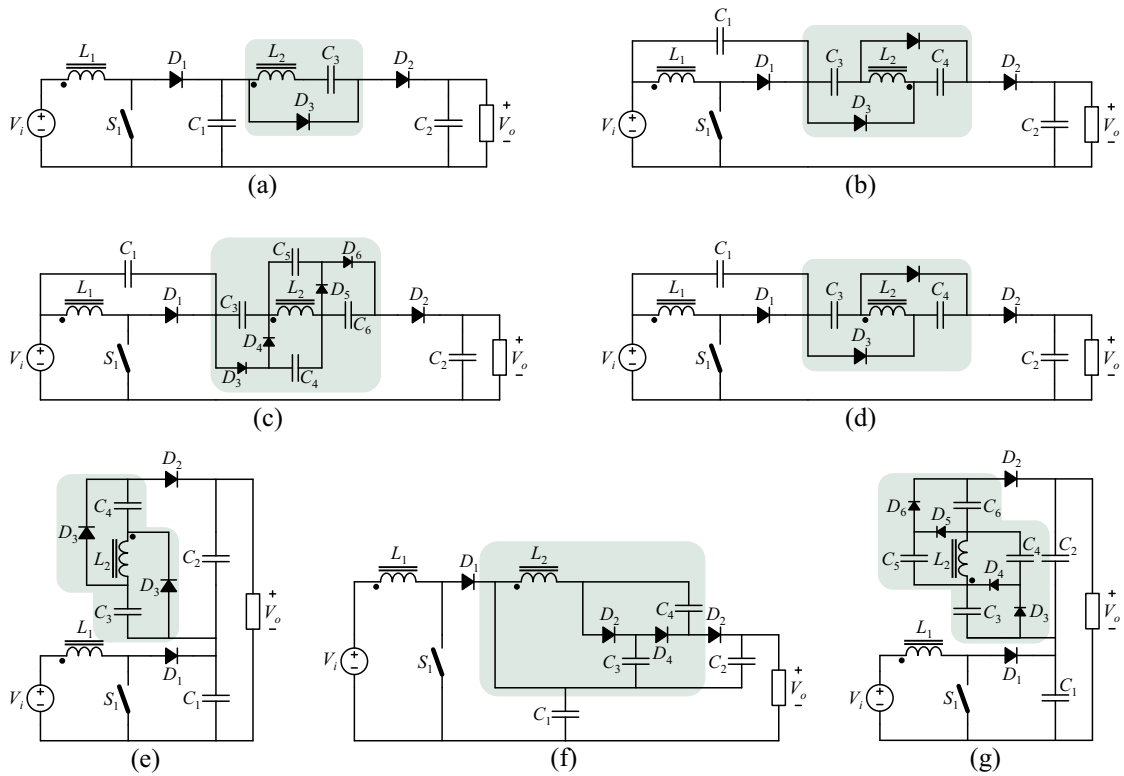 L1 L2 C3 D2
D1
D3
Vi S1 C1 C2 + Vo −
(a)
C1
L1 D1 C3 L2 C4 D2
D3
Vi S1 C2 + Vo −
(b)
C1 C5 D6
L1 D1 C3 L2 D5 D2
D4 C6
Vi S1 D3 C4 C2 + Vo −
(c)
C1
L1 D1 C3 L2 C4 D2
D3
Vi S1 C2 + Vo −
(d)
D2
C4
D3
L2 C2
D3
C3
L1
D1
Vi S1 C1 + Vo −
(e)
L1 D1 L2
C4
D2 D2
D4
Vi S1 C3 C2 + Vo −
C1
(f)
D2
D6 C6
D5
C5 L2 C4 C2
D4
C3 D3
L1
D1
Vi S1 C1 + Vo −
(g)